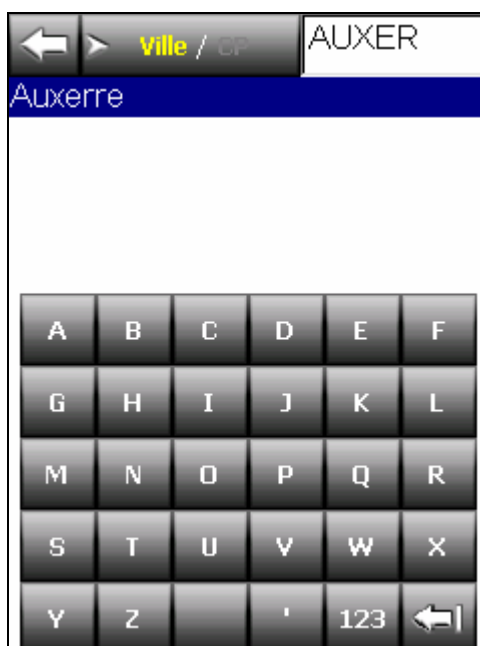 Ville / CP AUXER
Auxerre
A B C D E F
G H I J K L
M N O P Q R
S T U V W X
Y Z ' 123